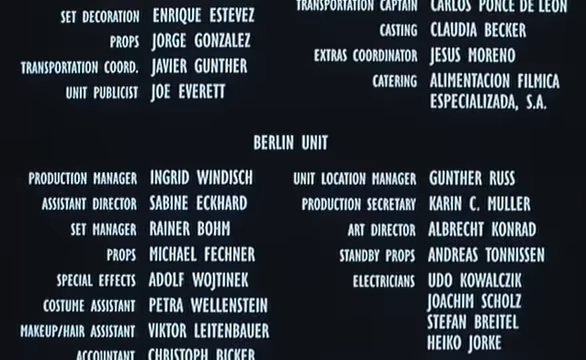 SET DECORATION ENRIQUE ESTEVEZ
PROPS JORGE GONZALEZ
TRANSPORTATION COORD. JAVIER GUNTHER
UNIT PUBLICIST JOE EVERETT
TRANSPORTATION CAPTAIN CARLOS PONCE DE LEON
CASTING CLAUDIA BECKER
EXTRAS COORDINATOR JESUS MORENO
CATERING ALIMENTACION FILMICA
ESPECIALIZADA, S.A.
BERLIN UNIT
PRODUCTION MANAGER INGRID WINDISCH
ASSISTANT DIRECTOR SABINE ECKHARD
SET MANAGER RAINER BOHM
PROPS MICHAEL FECHNER
SPECIAL EFFECTS ADOLF WOJTINEK
COSTUME ASSISTANT PETRA WELLENSTEIN
MAKEUP/HAIR ASSISTANT VIKTOR LEITENBAUER
ACCOUNTANT CHRISTOPH BICKER
UNIT LOCATION MANAGER GUNTHER RUSS
PRODUCTION SECRETARY KARIN C. MULLER
ART DIRECTOR ALBRECHT KONRAD
STANDBY PROPS ANDREAS TONNISSEN
ELECTRICIANS UDO KOWALCZIK
JOACHIM SCHOLZ
STEFAN BREITEL
HEIKO JORKE